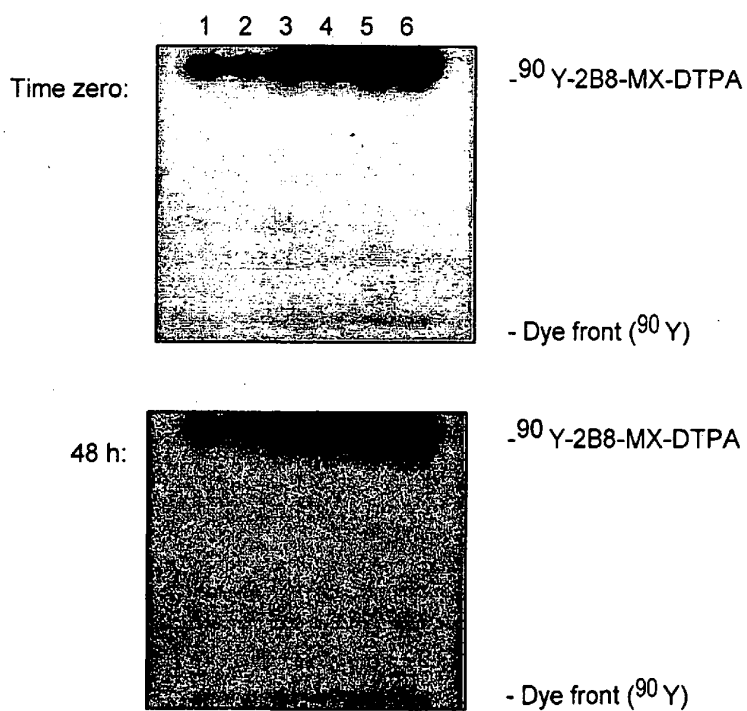 1 2 3 4 5 6
Time zero:
-90 Y-2B8-MX-DTPA
- Dye front (90 Y)
48 h:
-90 Y-2B8-MX-DTPA
- Dye front (90 Y)